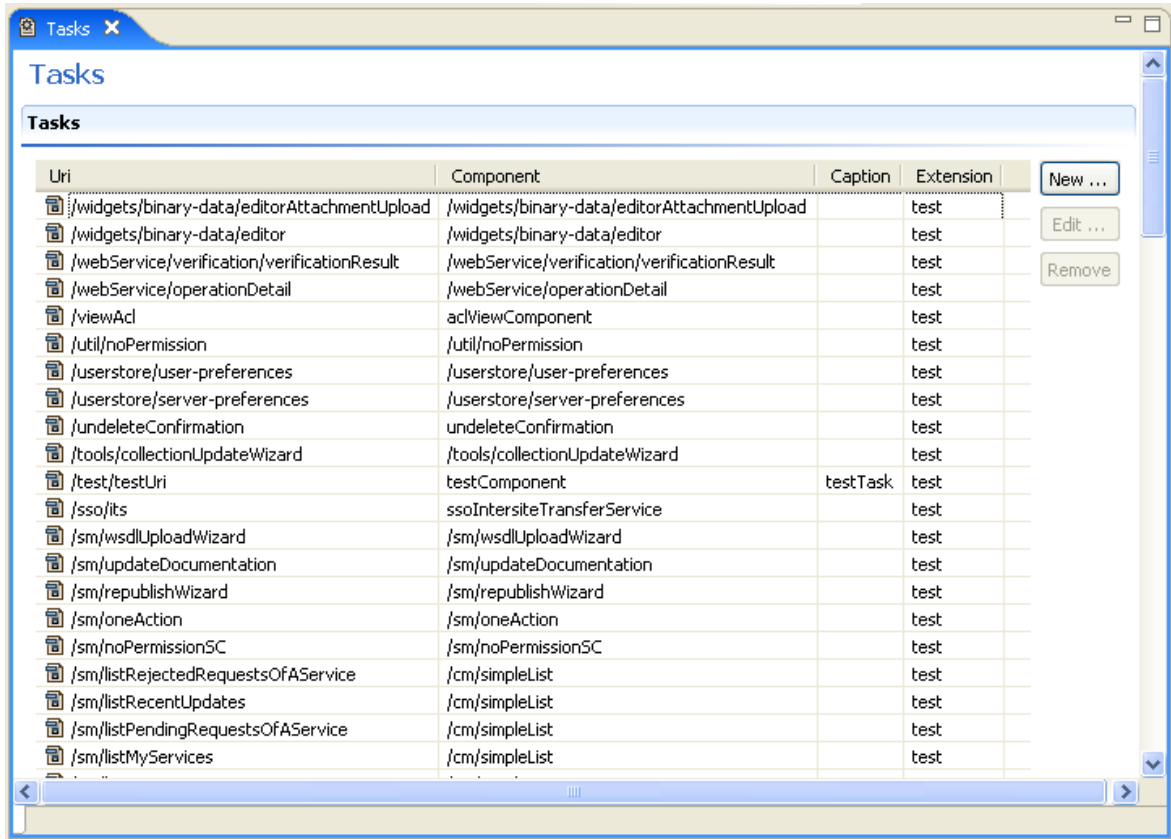 Tasks
Tasks
Tasks
Uri Component Caption Extension
/widgets/binary-data/editorAttachmentUpload /widgets/binary-data/editorAttachmentUpload test
/widgets/binary-data/editor /widgets/binary-data/editor test
/webService/verification/verificationResult /webService/verification/verificationResult test
/webService/operationDetail /webService/operationDetail test
/viewAcl aclViewComponent test
/util/noPermission /util/noPermission test
/userstore/user-preferences /userstore/user-preferences test
/userstore/server-preferences /userstore/server-preferences test
/undeleteConfirmation undeleteConfirmation test
/tools/collectionUpdateWizard /tools/collectionUpdateWizard test
/test/testUri testComponent testTask test
/sso/its ssoIntersiteTransferService test
/sm/wsdlUploadWizard /sm/wsdlUploadWizard test
/sm/updateDocumentation /sm/updateDocumentation test
/sm/republishWizard /sm/republishWizard test
/sm/oneAction /sm/oneAction test
/sm/noPermissionSC /sm/noPermissionSC test
/sm/listRejectedRequestsOfAService /cm/simpleList test
/sm/listRecentUpdates /cm/simpleList test
/sm/listPendingRequestsOfAService /cm/simpleList test
/sm/listMyServices /cm/simpleList test
New ...
Edit ...
Remove